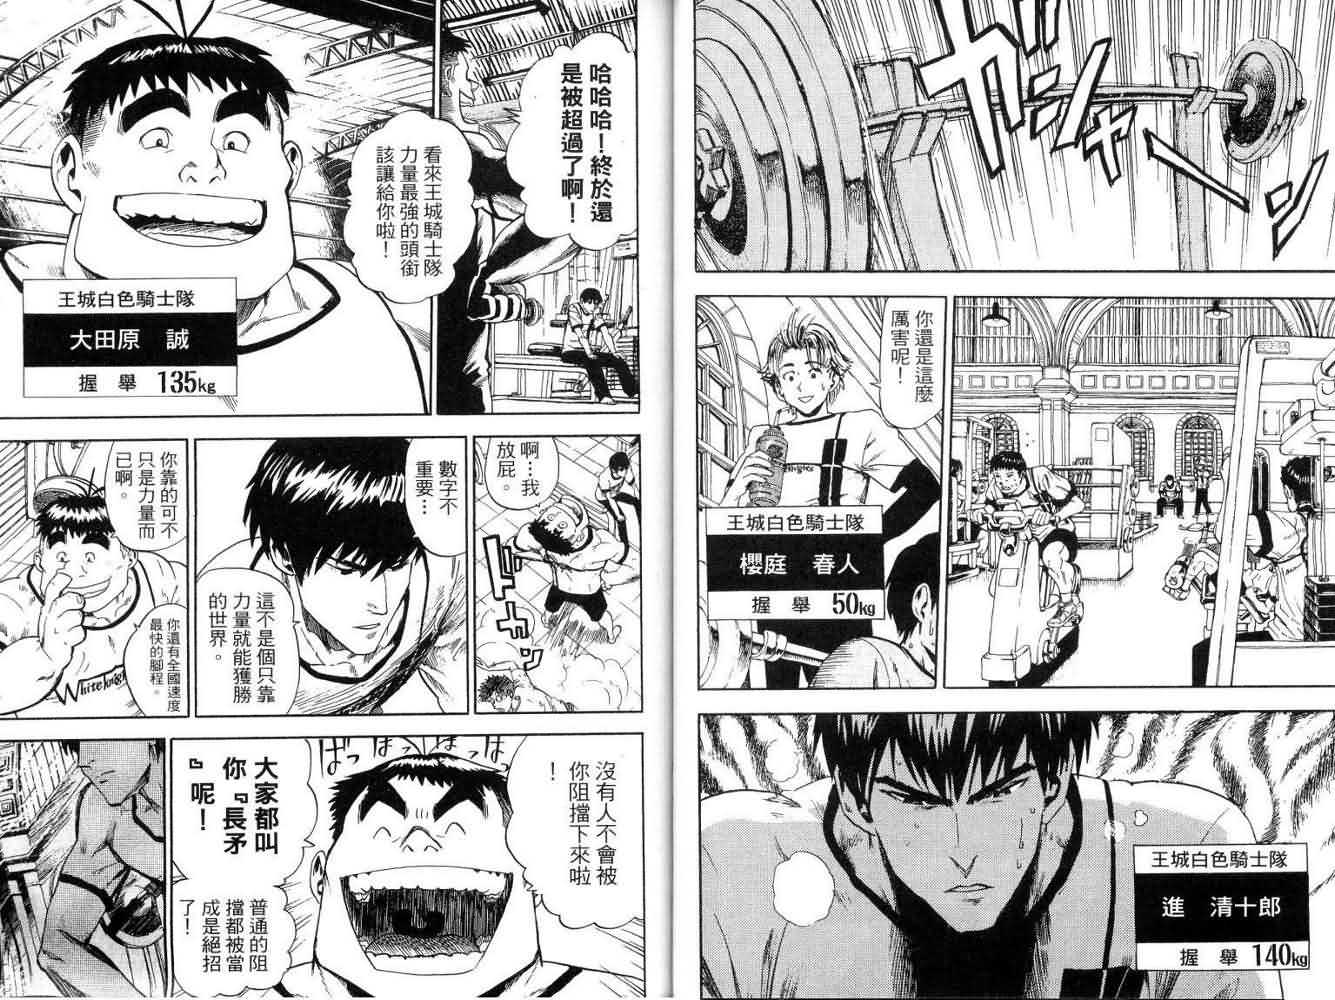 ガシャーン
你還是這麼
厲害呢！
Knights
王城白色騎士隊
櫻庭　春人
握　舉　50kg
王城白色騎士隊
進　清十郎
握　舉　140kg
哈哈哈！終於還
是被超過了啊！
看來王城騎士隊
力量最強的頭銜
該讓給你啦！
王城白色騎士隊
大田原　誠
握　舉　135kg
啊…我
放屁。
數字不
重要…
這不是個只靠
力量就能獲勝
的世界。
你靠的可不
只是力量而
已啊。
你還有全國速度
最快的腳程。
WhiteKnight
沒有人不會被
你阻擋下來啦
！
ばっ はっ はっ はっ
大家都叫
你『長矛
』呢！
普通的阻
擋都被當
成是絕招
了！